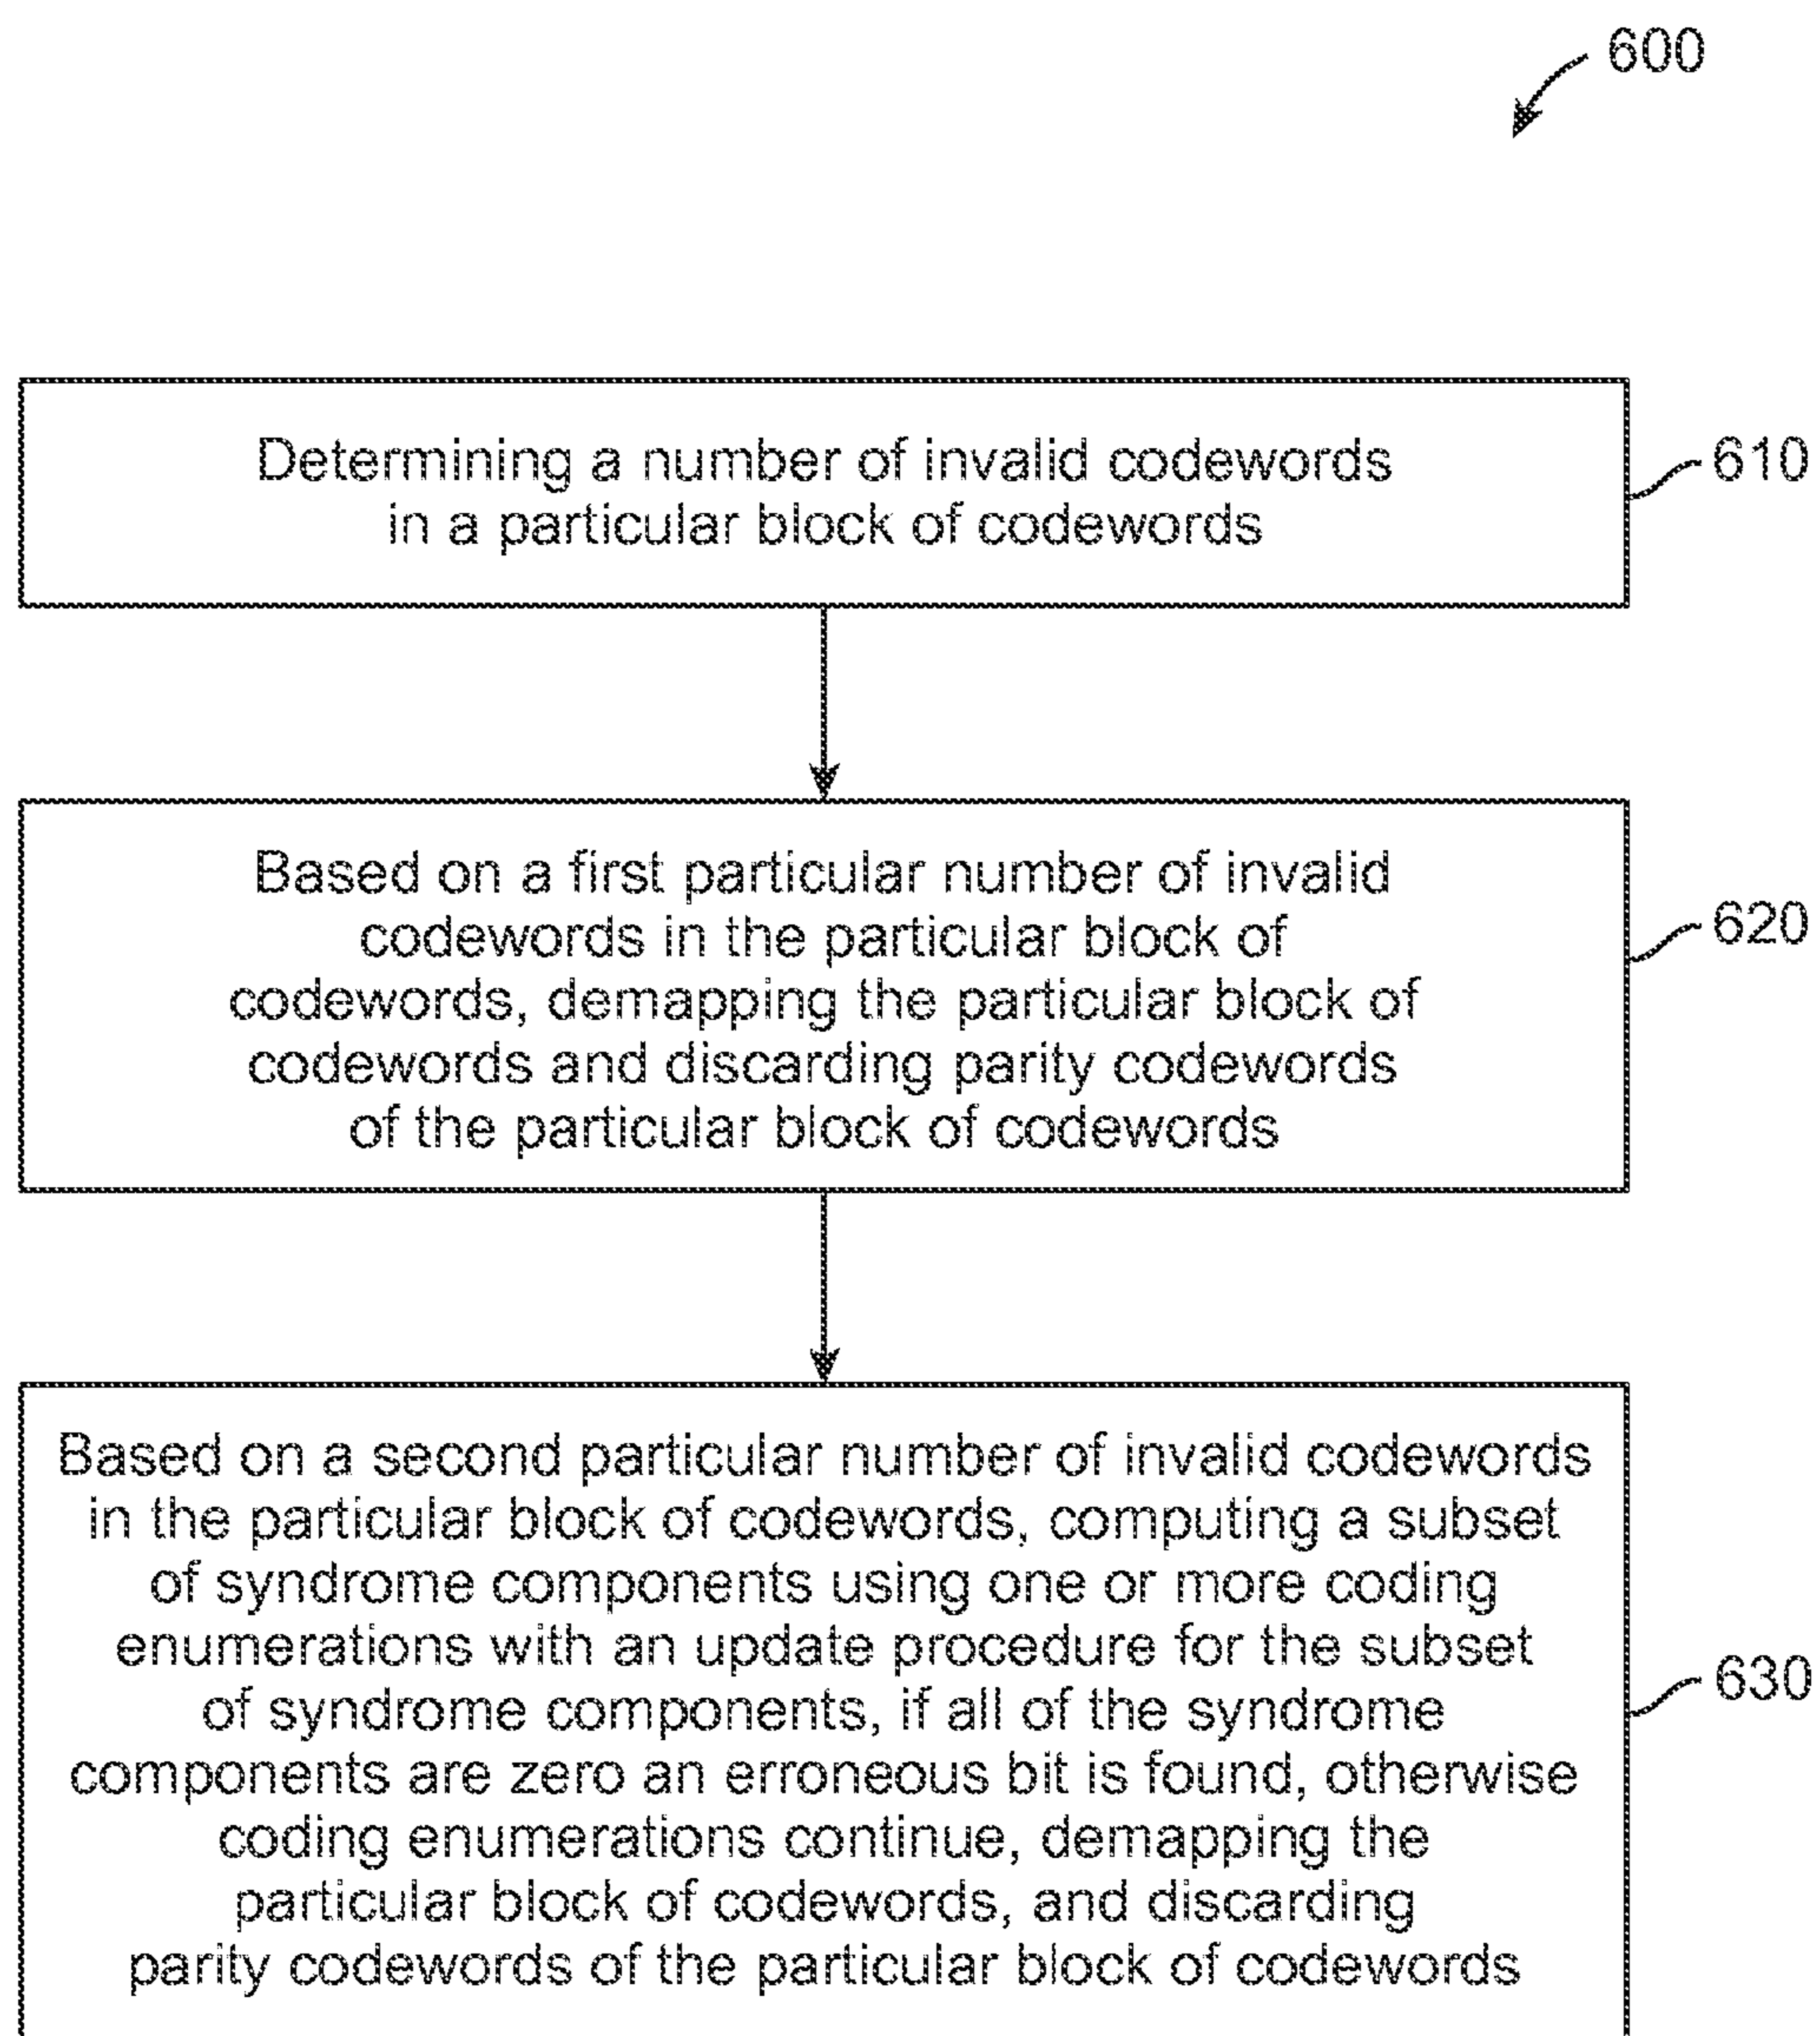 600
Determining a number of invalid codewords
in a particular block of codewords
610
Based on a first particular number of invalid
codewords in the particular block of
codewords, demapping the particular block of
codewords and discarding parity codewords
of the particular block of codewords
620
Based on a second particular number of invalid codewords
in the particular block of codewords, computing a subset
of syndrome components using one or more coding
enumerations with an update procedure for the subset
of syndrome components, if all of the syndrome
components are zero an erroneous bit is found, otherwise
coding enumerations continue, demapping the
particular block of codewords, and discarding
parity codewords of the particular block of codewords
630